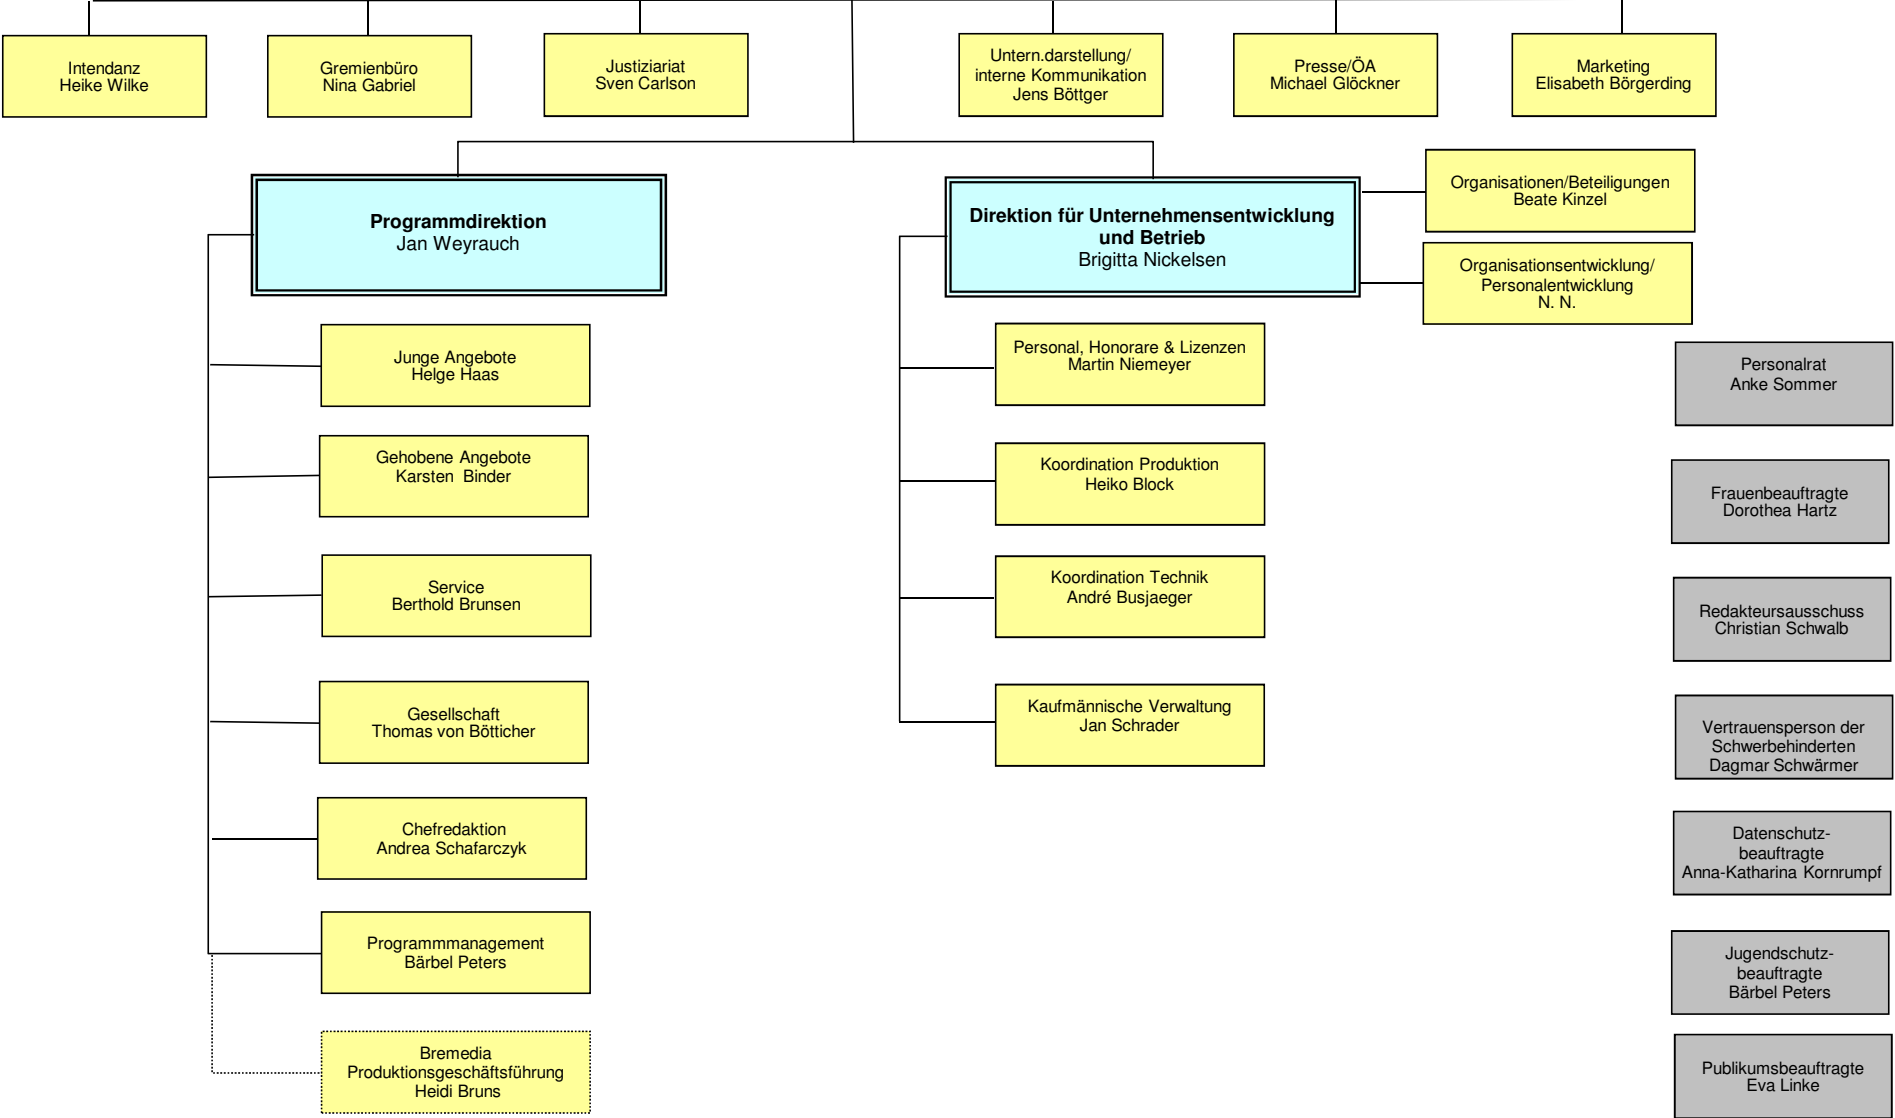 Intendanz
Heike Wilke
Gremienbüro
Nina Gabriel
Justiziariat
Sven Carlson
Untern.darstellung/
interne Kommunikation
Jens Böttger
Presse/ÖA
Michael Glöckner
Marketing
Elisabeth Börgerding
Programmdirektion
Jan Weyrauch
Direktion für Unternehmensentwicklung
und Betrieb
Brigitta Nickelsen
Organisationen/Beteiligungen
Beate Kinzel
Organisationsentwicklung/
Personalentwicklung
N. N.
Junge Angebote
Helge Haas
Gehobene Angebote
Karsten Binder
Service
Berthold Brunsen
Gesellschaft
Thomas von Bötticher
Chefredaktion
Andrea Schafarczyk
Programmmanagement
Bärbel Peters
Bremedia
Produktionsgeschäftsführung
Heidi Bruns
Personal, Honorare & Lizenzen
Martin Niemeyer
Koordination Produktion
Heiko Block
Koordination Technik
André Busjaeger
Kaufmännische Verwaltung
Jan Schrader
Personalrat
Anke Sommer
Frauenbeauftragte
Dorothea Hartz
Redakteursausschuss
Christian Schwalb
Vertrauensperson der
Schwerbehinderten
Dagmar Schwärmer
Datenschutz-
beauftragte
Anna-Katharina Kornrumpf
Jugendschutz-
beauftragte
Bärbel Peters
Publikumsbeauftragte
Eva Linke